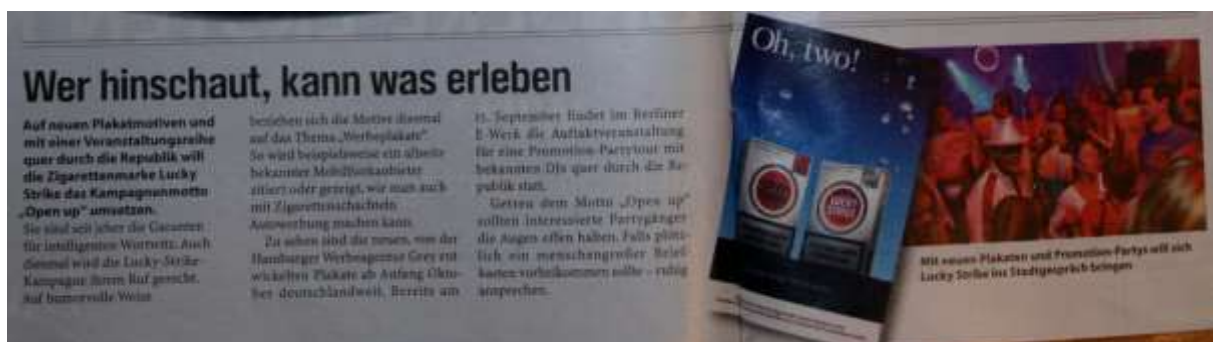 Wer hinschaut, kann was erleben
Auf neuen Plakatmotiven und
mit einer Veranstaltungsreihe
quer durch die Republik will
die Zigarettenmarke Lucky
Strike das Kampagnenmotto
„Open up“ umsetzen.
Sie sind seit jeher die Garanten
für intelligenten Wortwitz. Auch
diesmal wird die Lucky-Strike-
Kampagne ihrem Ruf gerecht.
Auf humorvolle Weise
beziehen sich die Motive diesmal
auf das Thema „Werbeplakate“.
So wird beispielsweise ein allseits
bekannter Mobilfunkanbieter
zitiert oder gezeigt, wie man auch
mit Zigarettenschachteln
Autowerbung machen kann.
Zu sehen sind die neuen, von der
Hamburger Werbeagentur Grey ent-
wickelten Plakate ab Anfang Okto-
ber deutschlandweit. Bereits am
September findet im Berliner
E-Werk die Auftaktveranstaltung
für eine Promotion-Partytour mit
bekannten DJs quer durch die Re-
publik statt.
Getreu dem Motto „Open up“
sollten interessierte Partygänger
die Augen offen halten. Falls plötz-
lich ein menschengroßer Brief-
kasten vorbeikommen sollte – ruhig
ansprechen.
Oh, two!
LUCKY
STRIKE
Mit neuen Plakaten und Promotion-Partys will sich
Lucky Strike ins Stadtgespräch bringen